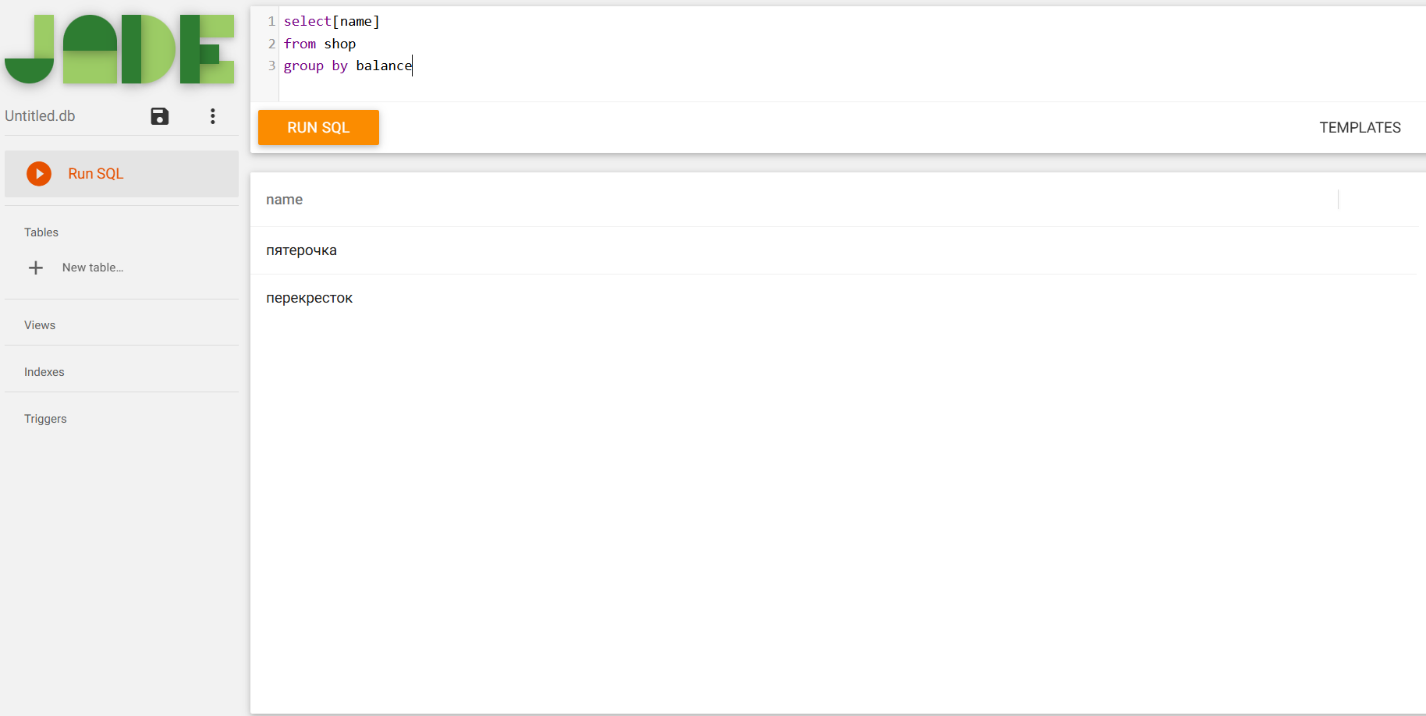 JADE
1 select[name]
2 from shop
3 group by balance
Untitled.db
RUN SQL
TEMPLATES
Run SQL
Tables
New table...
Views
Indexes
Triggers
name
пятерочка
перекресток